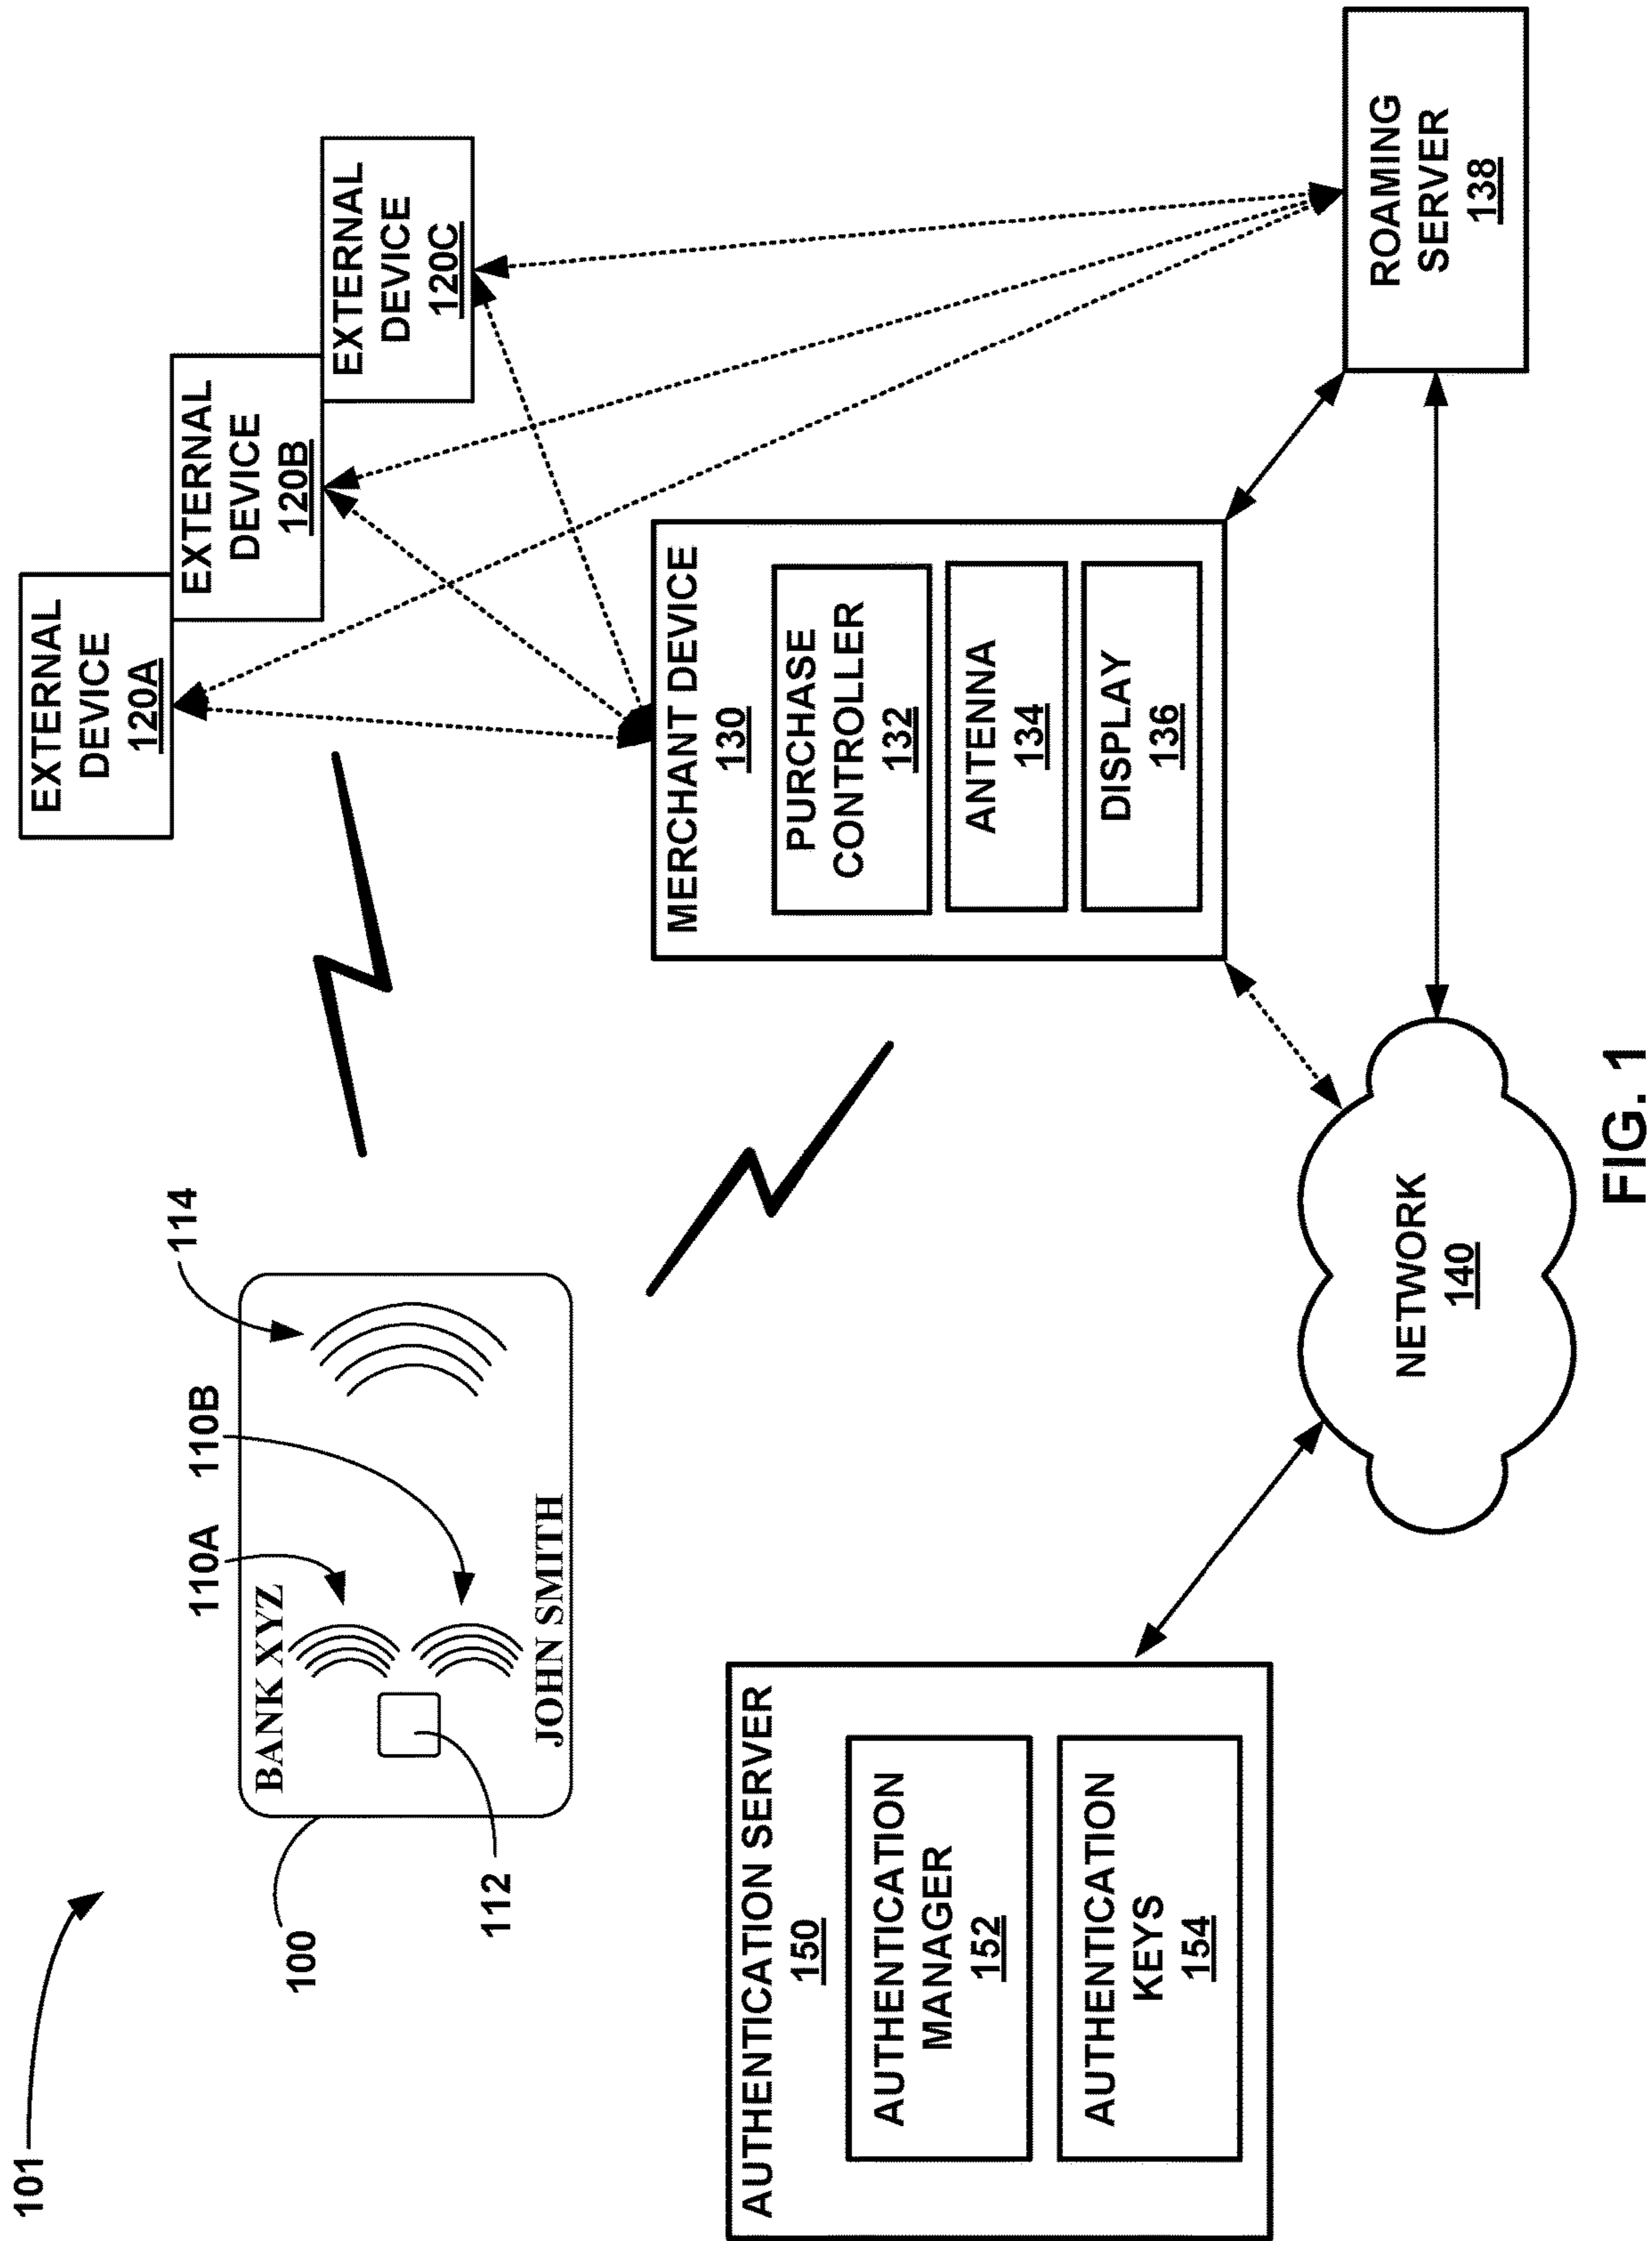 101
100
BANK XYZ
JOHN SMITH
112
110A
110B
114
EXTERNAL
DEVICE
120A
EXTERNAL
DEVICE
120B
EXTERNAL
DEVICE
120C
AUTHENTICATION SERVER
150
AUTHENTICATION
MANAGER
152
AUTHENTICATION
KEYS
154
MERCHANT DEVICE
130
PURCHASE
CONTROLLER
132
ANTENNA
134
DISPLAY
136
NETWORK
140
ROAMING
SERVER
138
FIG. 1